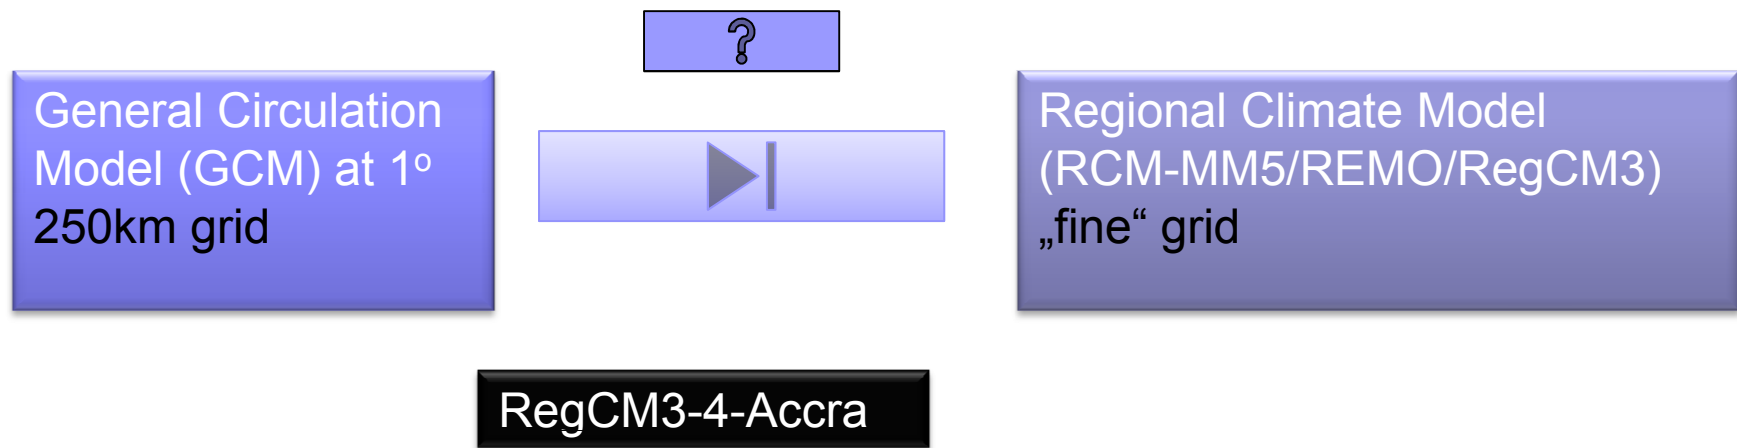 ?
General Circulation
Model (GCM) at 1º
250km grid
Regional Climate Model
(RCM-MM5/REMO/RegCM3)
„fine“ grid
RegCM3-4-Accra